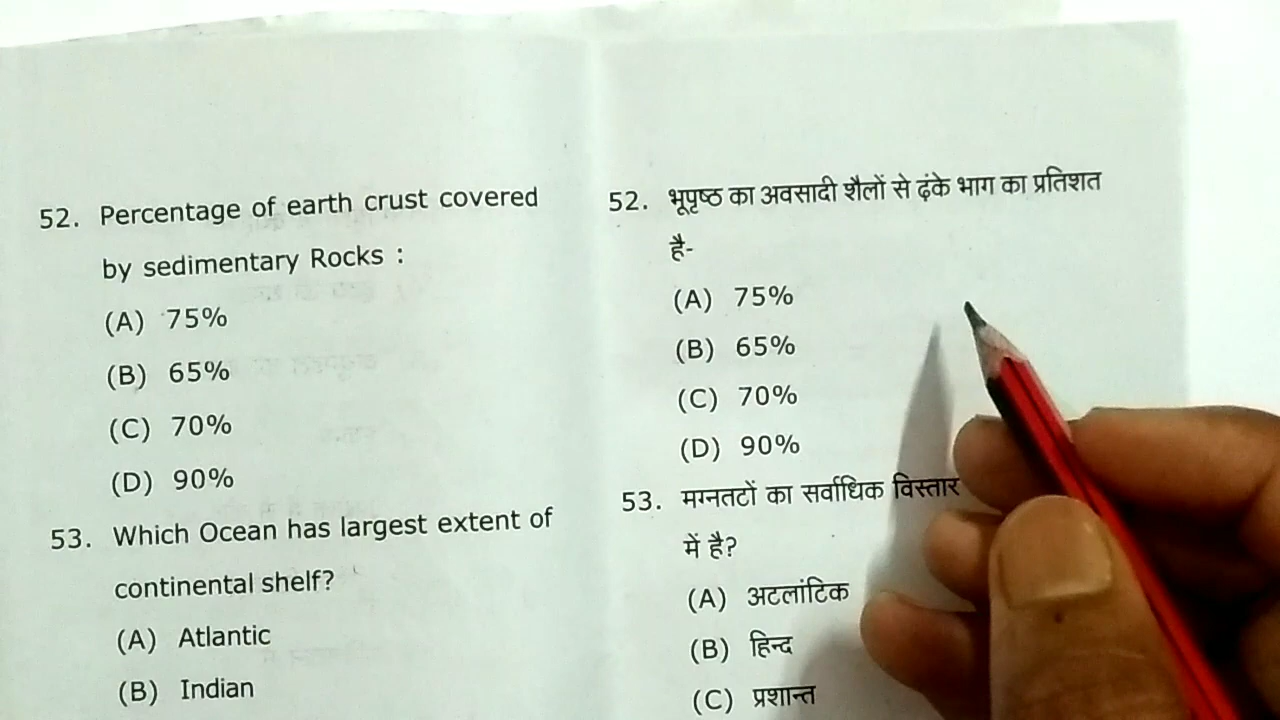 52. Percentage of earth crust covered
by sedimentary Rocks :
(A) 75%
(B) 65%
(C) 70%
(D) 90%
53. Which Ocean has largest extent of
continental shelf?
(A) Atlantic
(B) Indian
52. भूपृष्ठ का अवसादी शैलों से ढ़ंके भाग का प्रतिशत
है-
(A) 75%
(B) 65%
(C) 70%
(D) 90%
53. मग्नतटों का सर्वाधिक विस्तार
में है?
(A) अटलांटिक
(B) हिन्द
(C) प्रशान्त